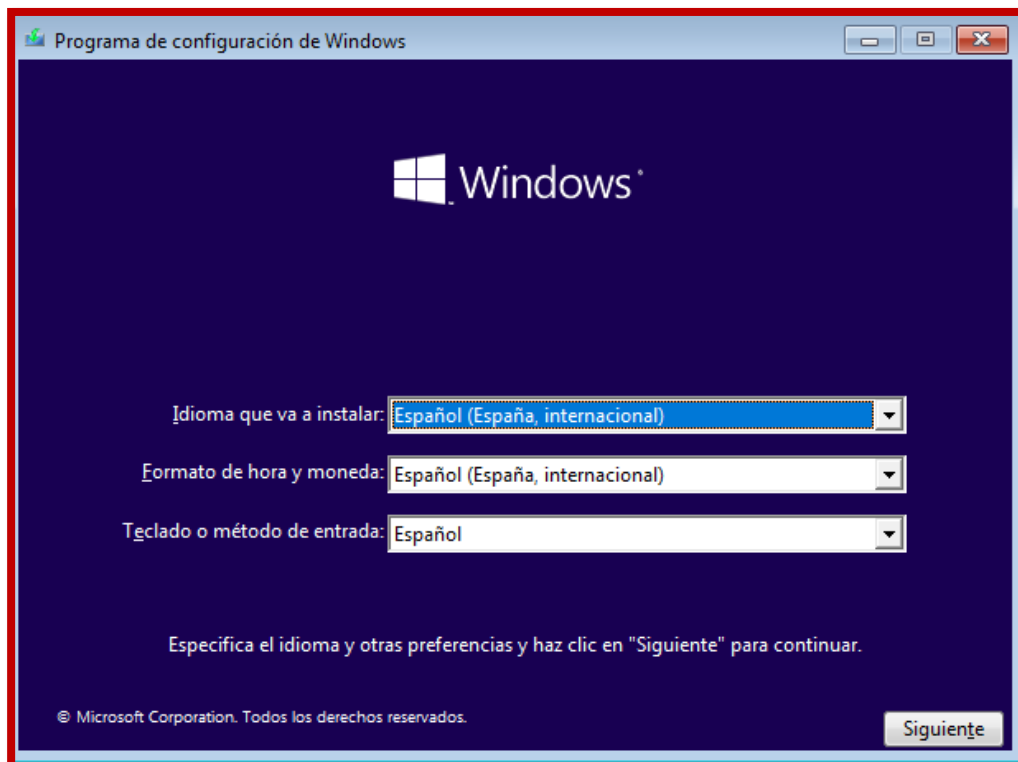 Programa de configuración de Windows
Windows
Idioma que va a instalar: Español (España, internacional)
Formato de hora y moneda: Español (España, internacional)
Teclado o método de entrada: Español
Especifica el idioma y otras preferencias y haz clic en "Siguiente" para continuar.
© Microsoft Corporation. Todos los derechos reservados.
Siguiente